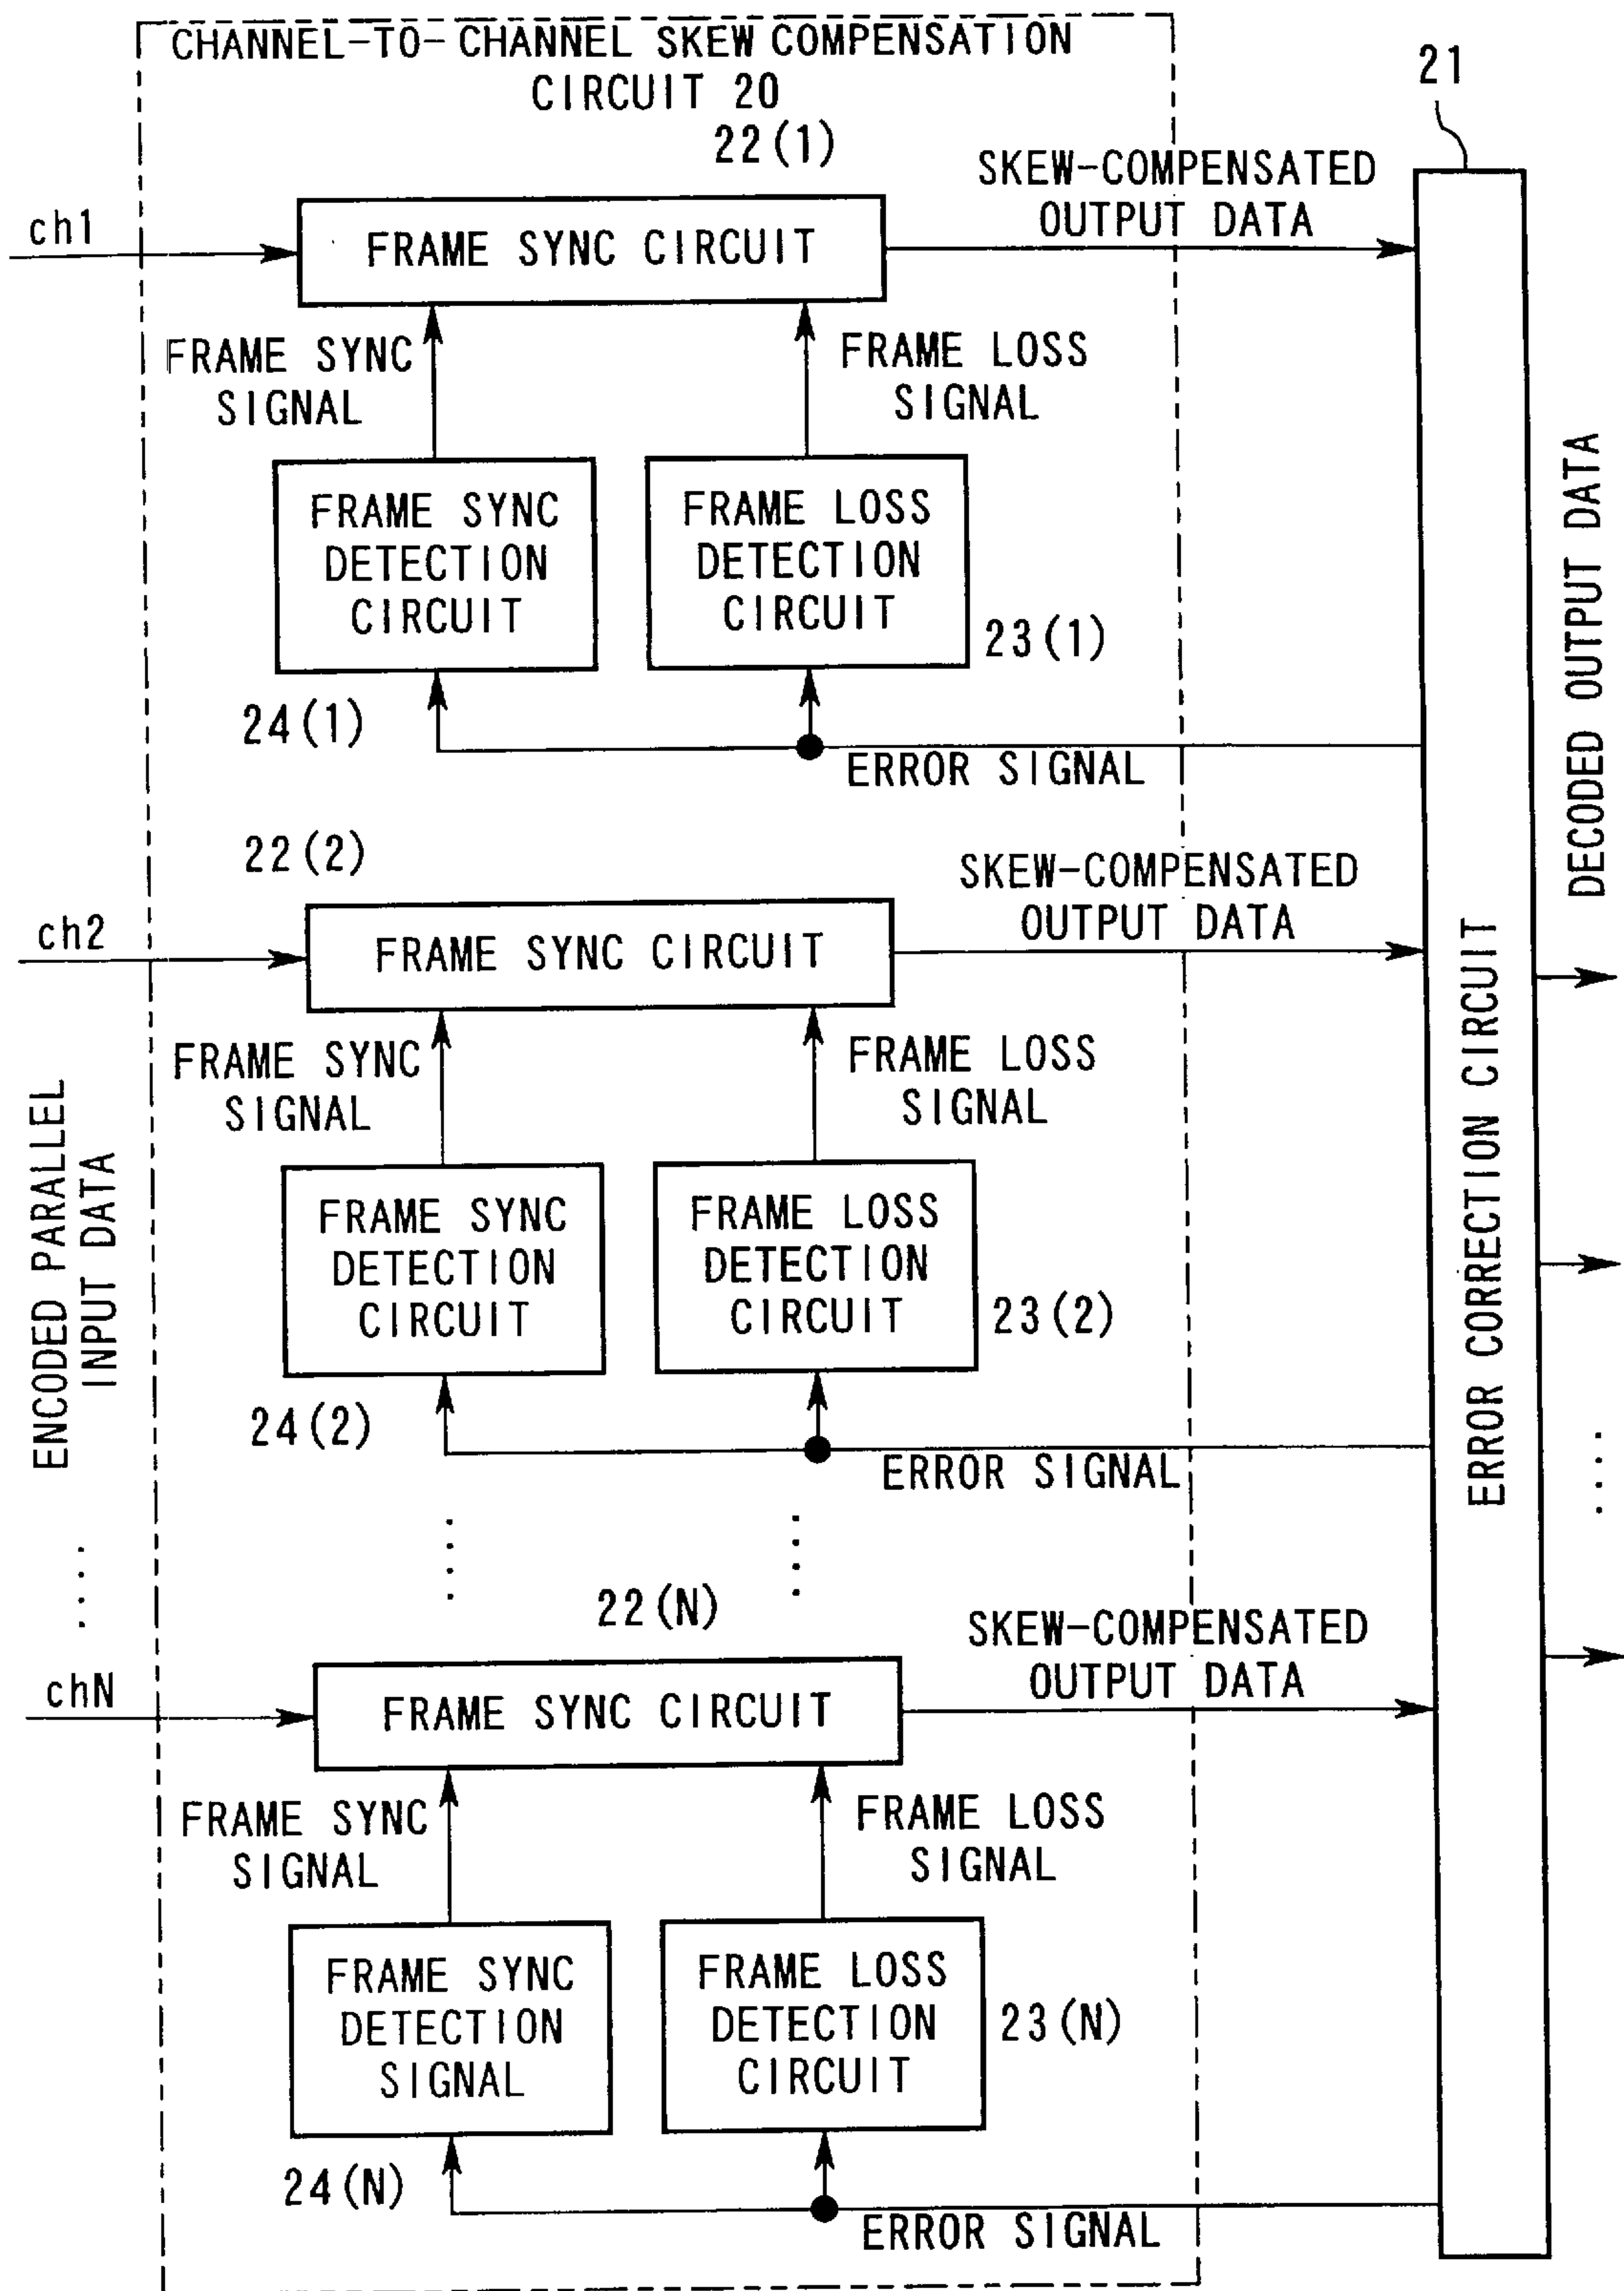 CHANNEL-TO-CHANNEL SKEW COMPENSATION
CIRCUIT 20
21
22(1)
SKEW-COMPENSATED
OUTPUT DATA
ch1
FRAME SYNC CIRCUIT
FRAME SYNC
SIGNAL
FRAME LOSS
SIGNAL
FRAME SYNC
DETECTION
CIRCUIT
FRAME LOSS
DETECTION
CIRCUIT
23(1)
24(1)
ERROR SIGNAL
DECODED OUTPUT DATA
22(2)
SKEW-COMPENSATED
OUTPUT DATA
ch2
FRAME SYNC CIRCUIT
FRAME SYNC
SIGNAL
FRAME LOSS
SIGNAL
ENCODED PARALLEL
INPUT DATA
FRAME SYNC
DETECTION
CIRCUIT
FRAME LOSS
DETECTION
CIRCUIT
23(2)
24(2)
ERROR SIGNAL
ERROR CORRECTION CIRCUIT
22(N)
SKEW-COMPENSATED
OUTPUT DATA
chN
FRAME SYNC CIRCUIT
FRAME SYNC
SIGNAL
FRAME LOSS
SIGNAL
FRAME SYNC
DETECTION
SIGNAL
FRAME LOSS
DETECTION
CIRCUIT
23(N)
24(N)
ERROR SIGNAL